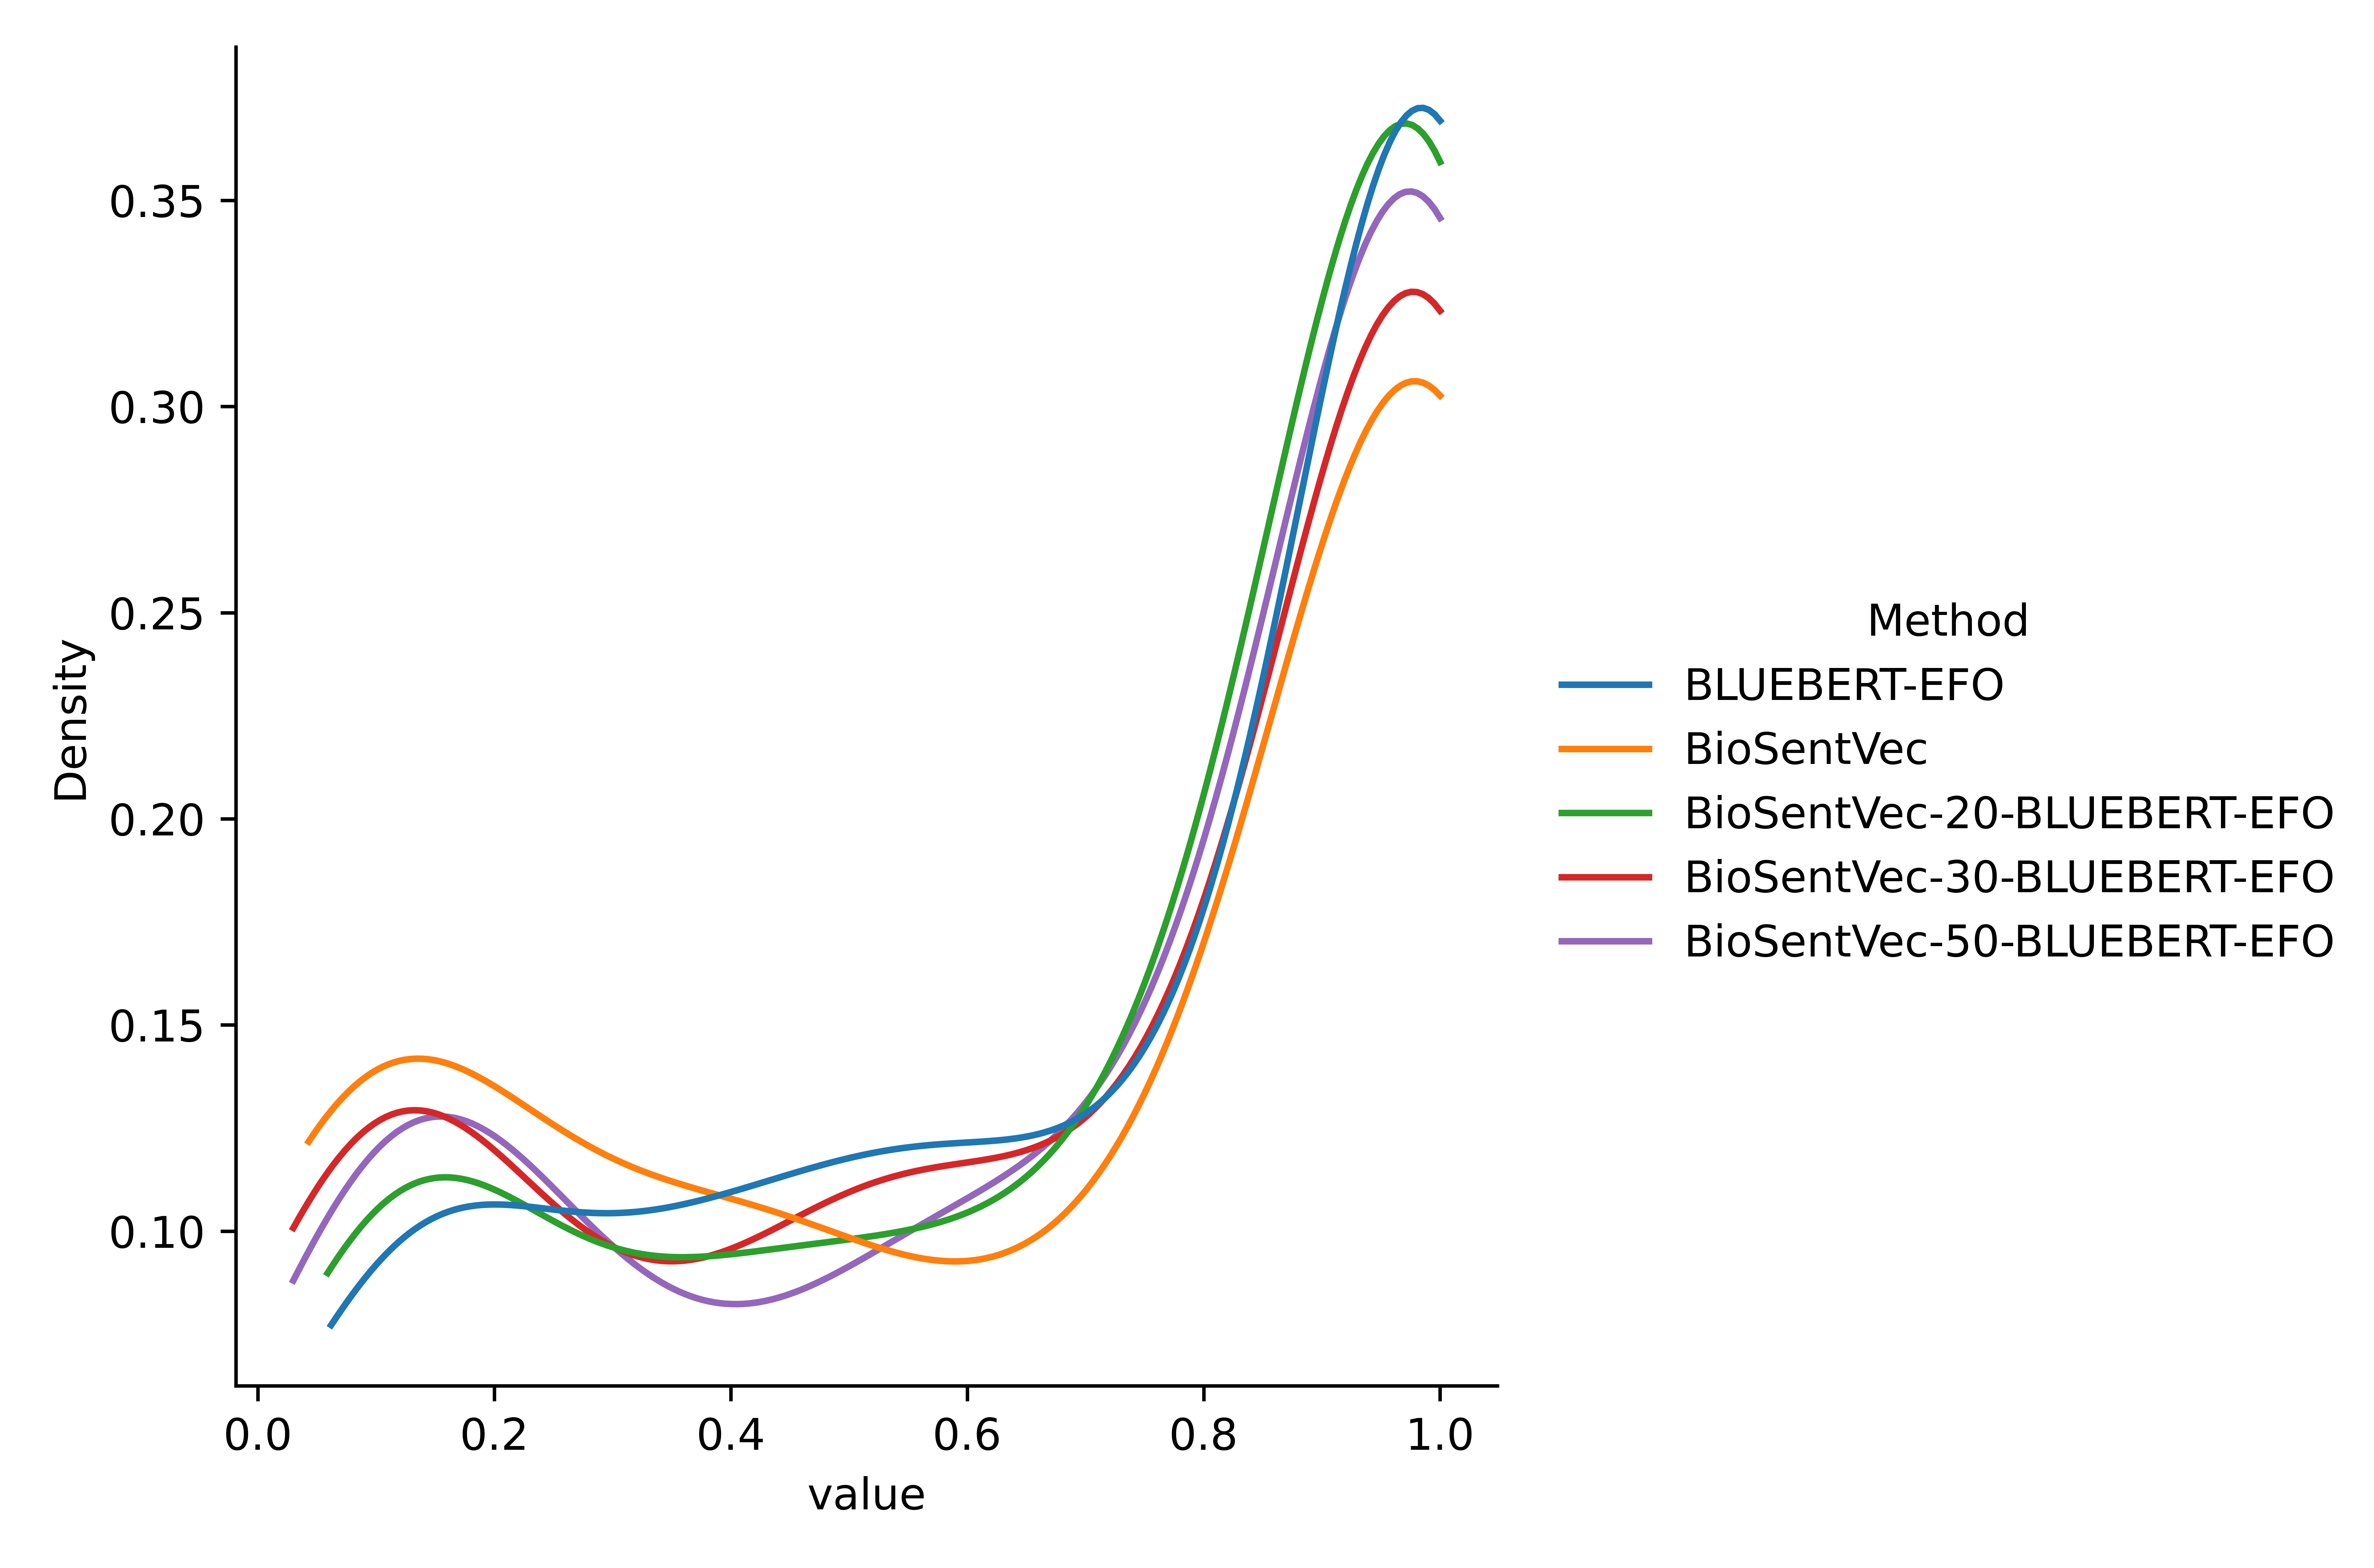 0.35
0.30
0.25
0.20
0.15
0.10
Density
0.0 0.2 0.4 0.6 0.8 1.0
value
Method
BLUEBERT-EFO
BioSentVec
BioSentVec-20-BLUEBERT-EFO
BioSentVec-30-BLUEBERT-EFO
BioSentVec-50-BLUEBERT-EFO